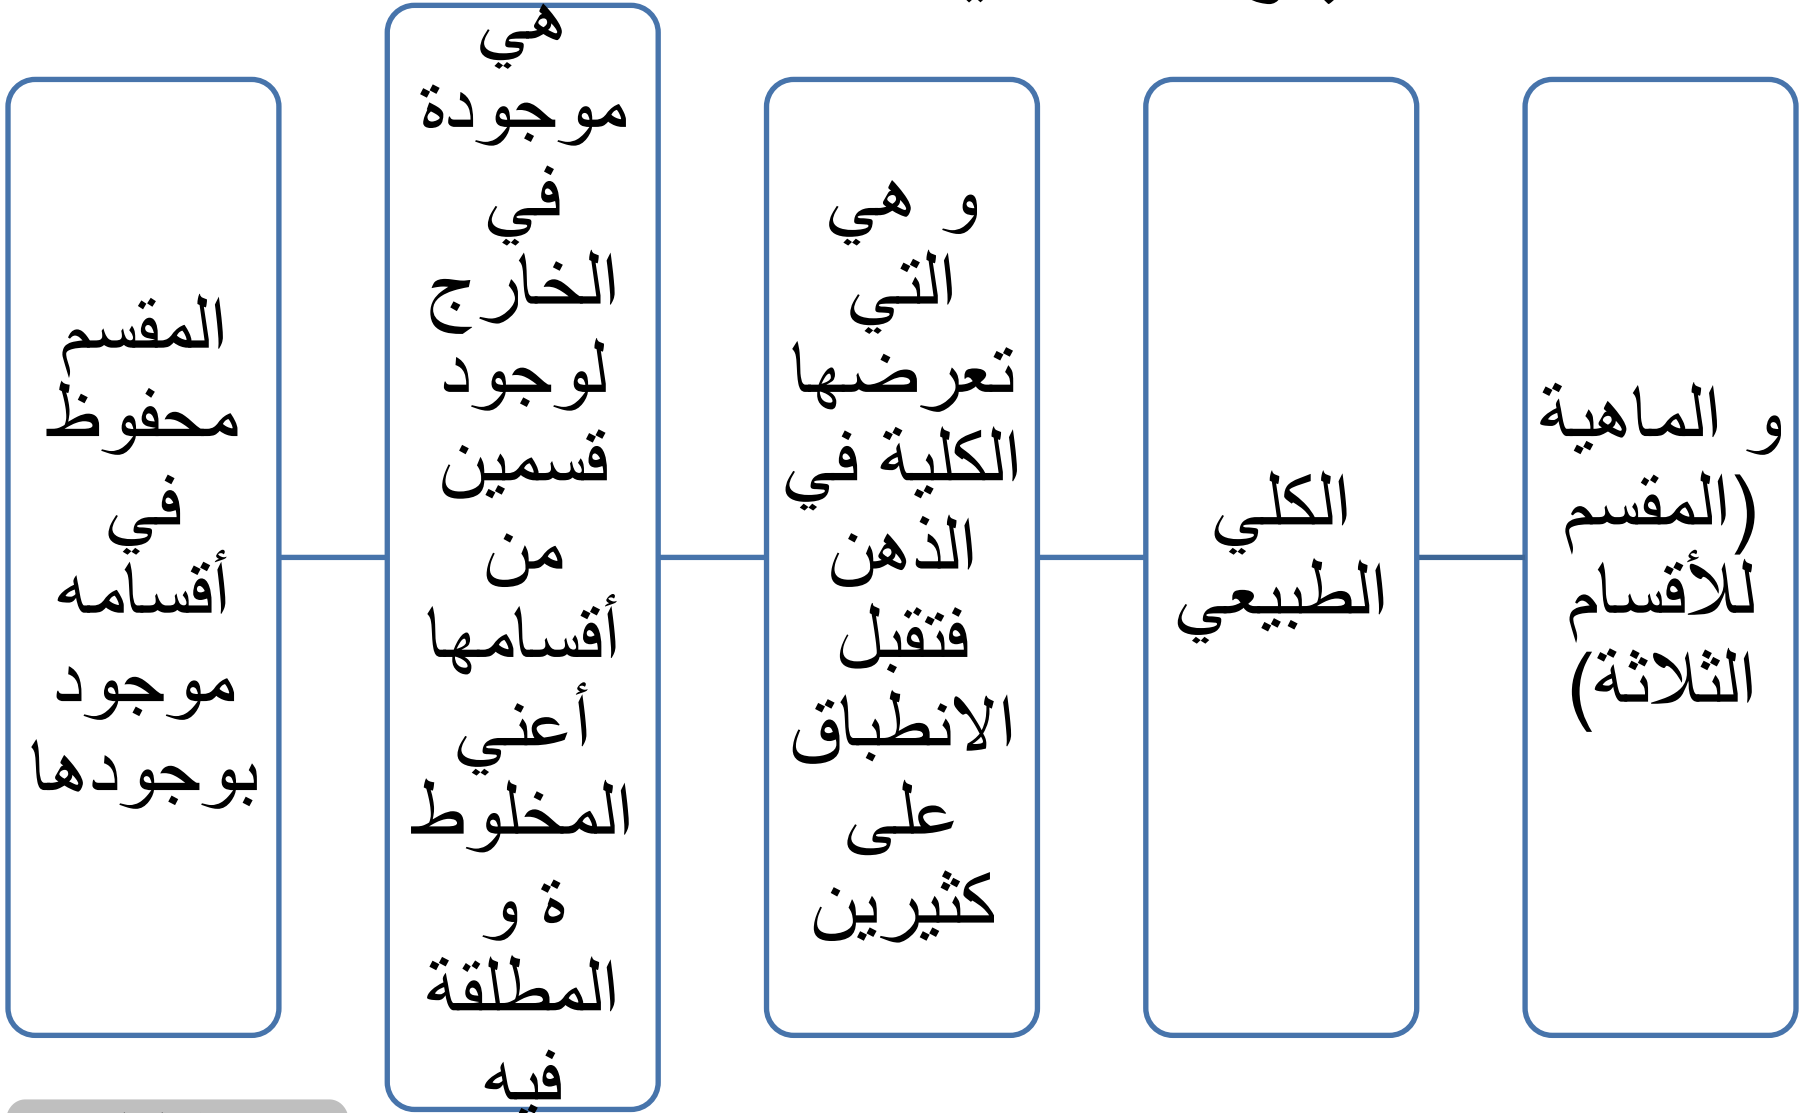 و الماهية
(المقسم
للأقسام
الثلاثة)
الكلي
الطبيعي
و هي
التي
تعرضها
الكلية في
الذهن
فتقبل
الانطباق
على
كثيرين
هي
موجودة
في
الخارج
لوجود
قسمين
من
أقسامها
أعني
المخلوط
ة و
المطلقة
فيه
المقسم
محفوظ
في
أقسامه
موجود
بوجودها